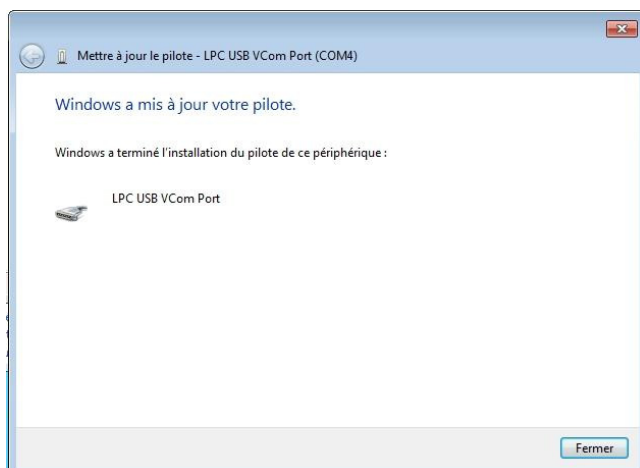 Mettre à jour le pilote - LPC USB VCom Port (COM4)
Windows a mis à jour votre pilote.
Windows a terminé l'installation du pilote de ce périphérique :
LPC USB VCom Port
Fermer